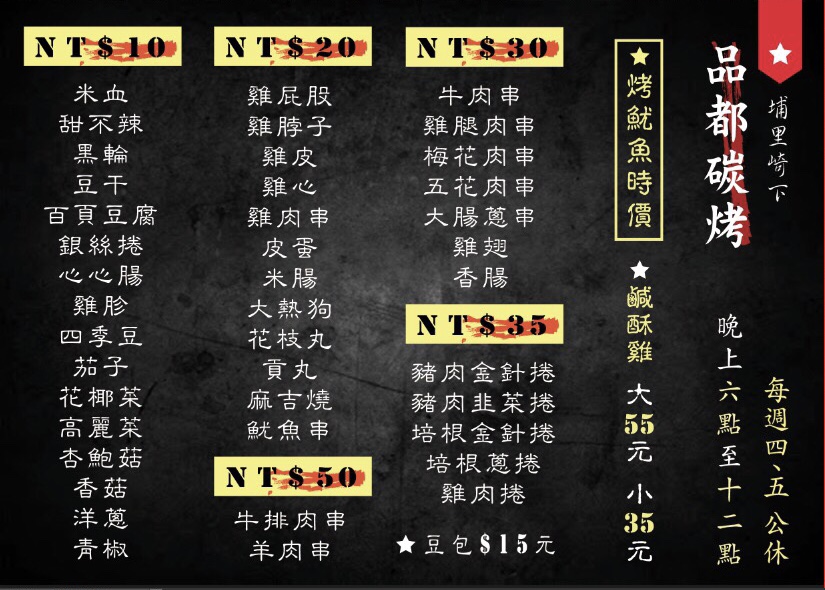 埔里崎下
品都碳烤
每週四、五 公休
晚上六點至十二點
★烤魷魚時價
★鹹酥雞 大55元 小35元
NT$10
米血
甜不辣
黑輪
豆干
百頁豆腐
銀絲捲
心心腸
雞胗
四季豆
茄子
花椰菜
高麗菜
杏鮑菇
香菇
洋蔥
青椒
NT$20
雞屁股
雞脖子
雞皮
雞心
雞肉串
皮蛋
米腸
大熱狗
花枝丸
貢丸
麻吉燒
魷魚串
NT$50
牛排肉串
羊肉串
NT$30
牛肉串
雞腿肉串
梅花肉串
五花肉串
大腸蔥串
雞翅
香腸
NT$35
豬肉金針捲
豬肉韭菜捲
培根金針捲
培根蔥捲
雞肉捲
★豆包$15元